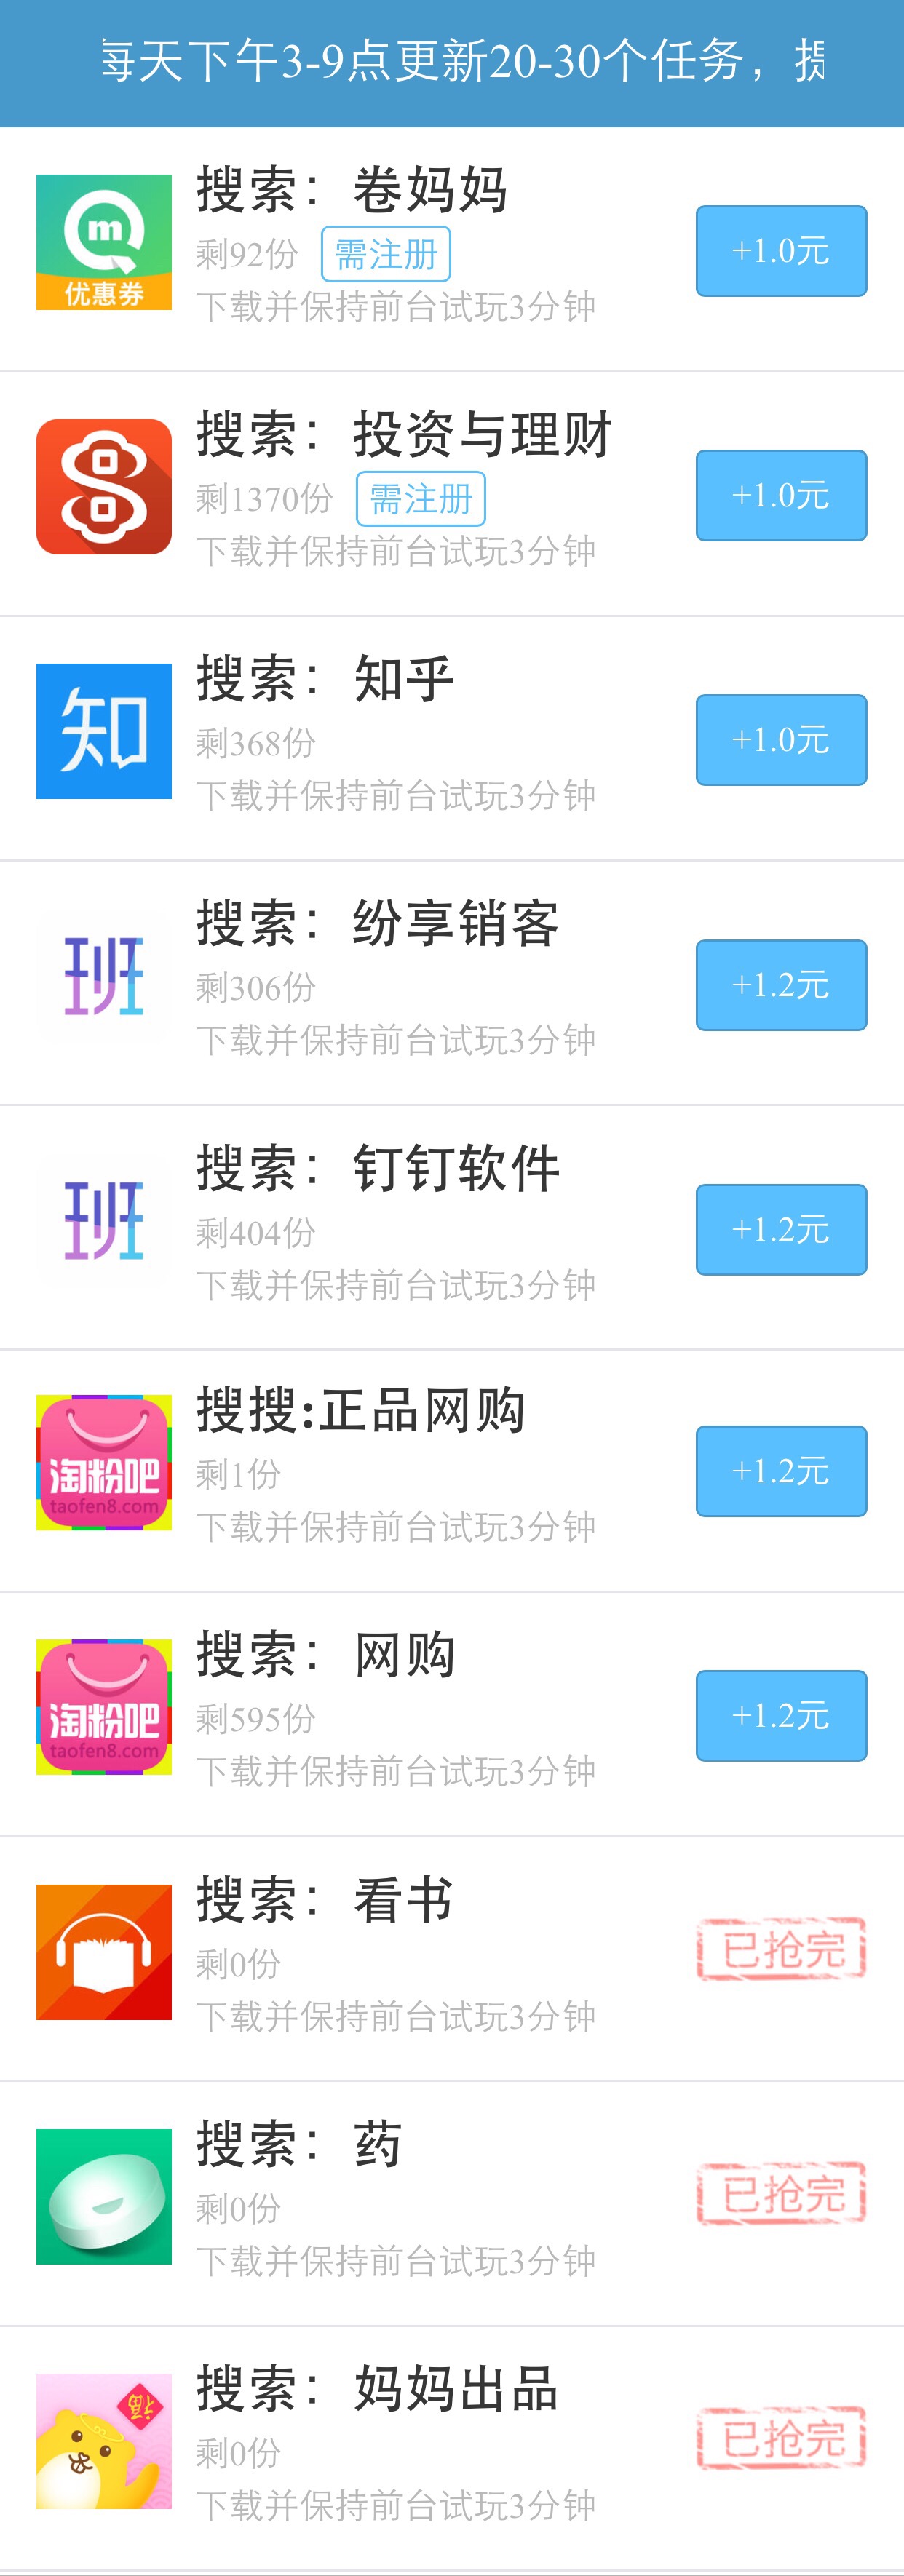 每天下午3-9点更新20-30个任务，提
m
优惠券
搜索：卷妈妈
剩92份 需注册
下载并保持前台试玩3分钟
+1.0元
搜索：投资与理财
剩1370份 需注册
下载并保持前台试玩3分钟
+1.0元
知
搜索：知乎
剩368份
下载并保持前台试玩3分钟
+1.0元
班
搜索：纷享销客
剩306份
下载并保持前台试玩3分钟
+1.2元
班
搜索：钉钉软件
剩404份
下载并保持前台试玩3分钟
+1.2元
淘粉吧
taofen8.com
搜搜:正品网购
剩1份
下载并保持前台试玩3分钟
+1.2元
淘粉吧
taofen8.com
搜索：网购
剩595份
下载并保持前台试玩3分钟
+1.2元
搜索：看书
剩0份
下载并保持前台试玩3分钟
已抢完
搜索：药
剩0份
下载并保持前台试玩3分钟
已抢完
福
搜索：妈妈出品
剩0份
下载并保持前台试玩3分钟
已抢完